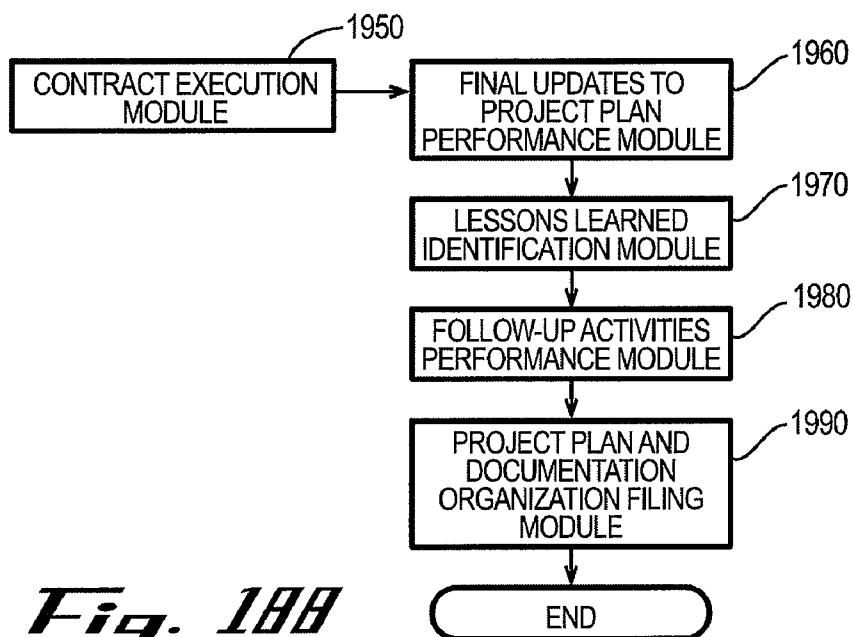 1950
CONTRACT EXECUTION
MODULE
1960
FINAL UPDATES TO
PROJECT PLAN
PERFORMANCE MODULE
1970
LESSONS LEARNED
IDENTIFICATION MODULE
1980
FOLLOW-UP ACTIVITIES
PERFORMANCE MODULE
1990
PROJECT PLAN AND
DOCUMENTATION
ORGANIZATION FILING
MODULE
END
Fig. 188